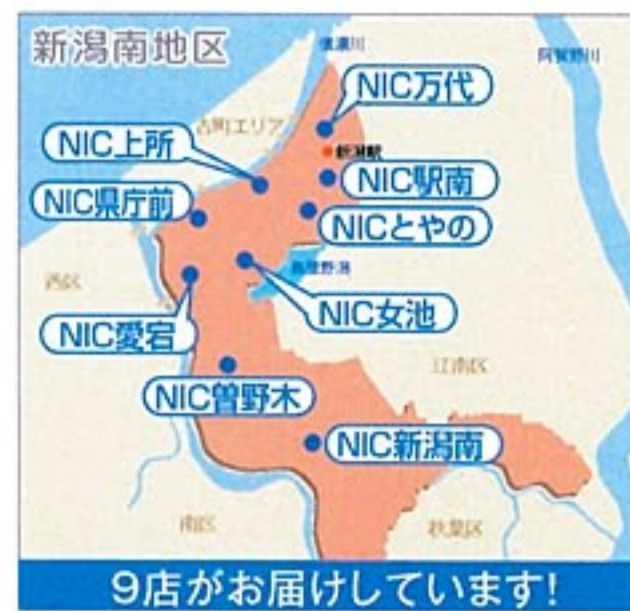 新潟南地区
信濃川
阿賀野川
NIC万代
古町エリア
新潟駅
NIC上所
NIC駅南
NIC県庁前
NICとやの
鳥屋野潟
西区
NIC女池
NIC愛宕
江南区
NIC曽野木
NIC新潟南
南区
秋葉区
9店がお届けしています!